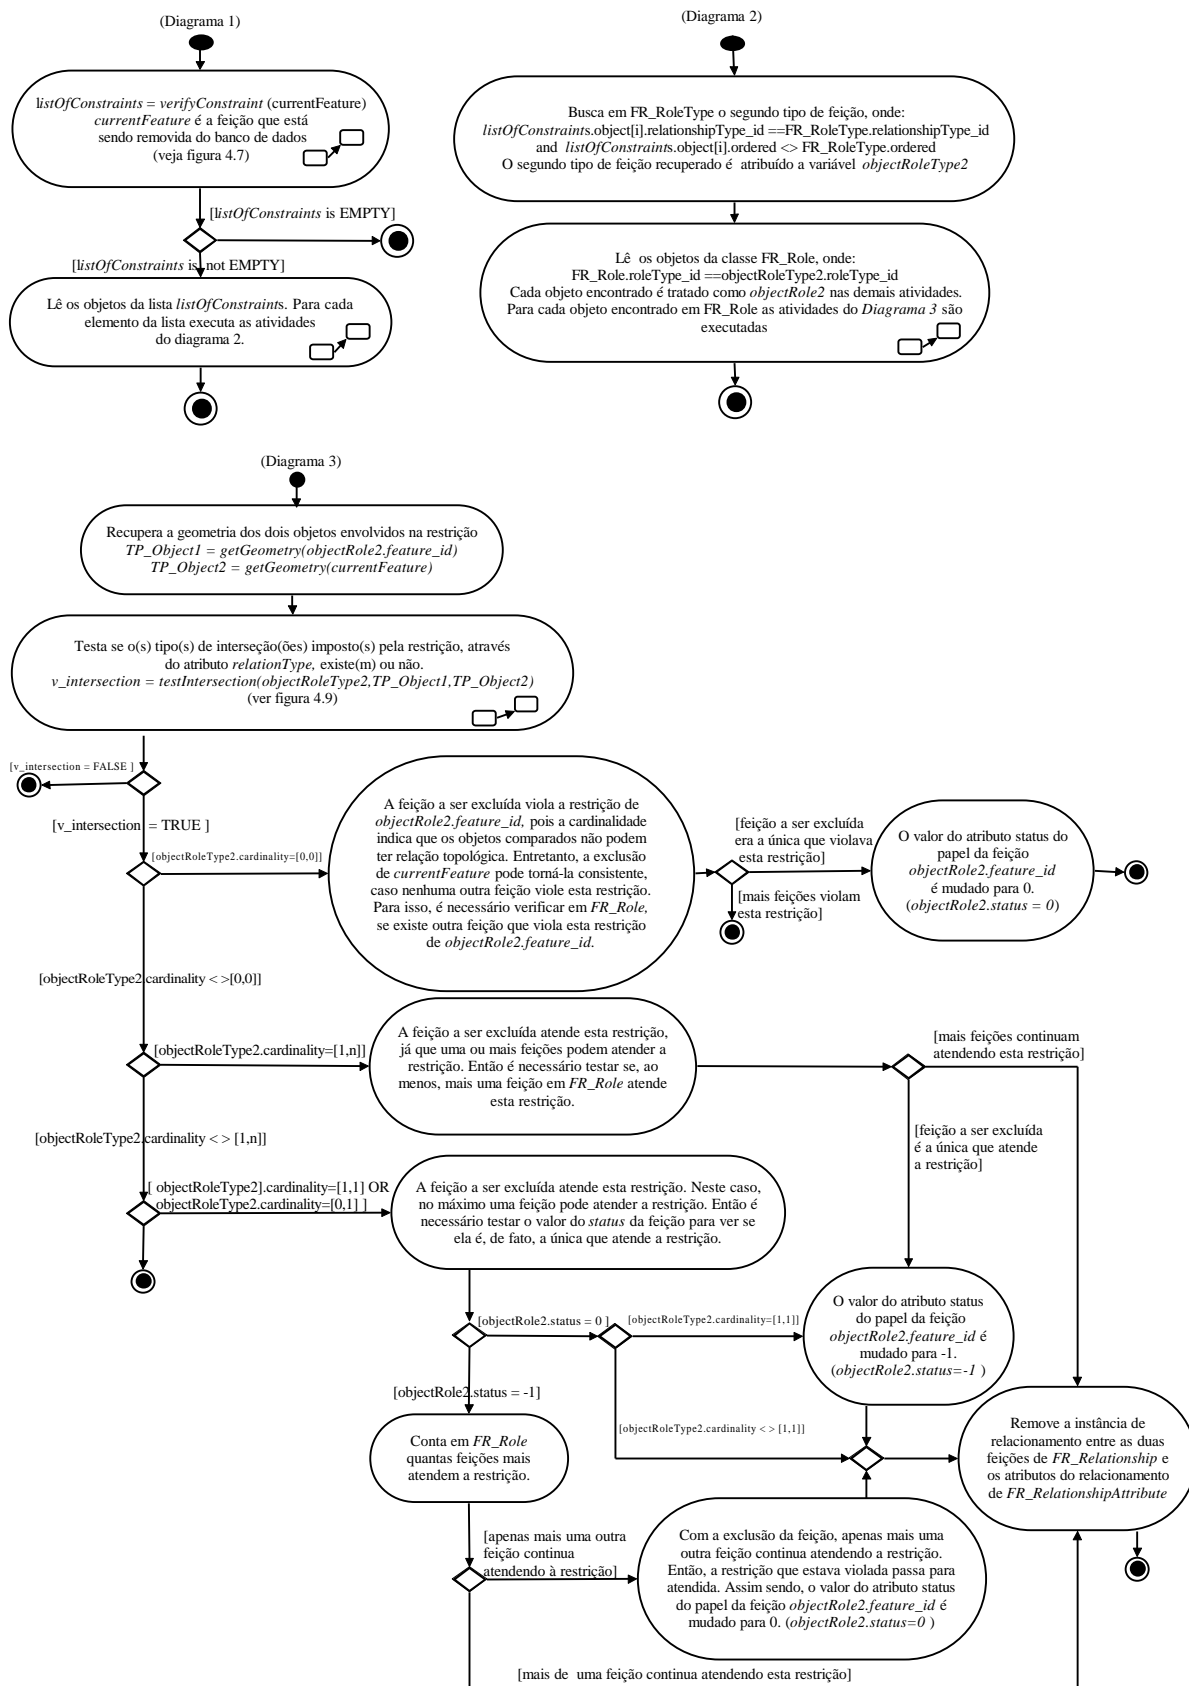 (Diagrama 1)
listOfConstraints = verifyConstraint (currentFeature)
currentFeature é a feição que está
sendo removida do banco de dados
(veja figura 4.7)
[listOfConstraints is EMPTY]
[listOfConstraints is not EMPTY]
Lê os objetos da lista listOfConstraints. Para cada
elemento da lista executa as atividades
do diagrama 2.
(Diagrama 2)
Busca em FR_RoleType o segundo tipo de feição, onde:
listOfConstraints.object[i].relationshipType_id ==FR_RoleType.relationshipType_id
and listOfConstraints.object[i].ordered <> FR_RoleType.ordered
O segundo tipo de feição recuperado é atribuído a variável objectRoleType2
Lê os objetos da classe FR_Role, onde:
FR_Role.roleType_id ==objectRoleType2.roleType_id
Cada objeto encontrado é tratado como objectRole2 nas demais atividades.
Para cada objeto encontrado em FR_Role as atividades do Diagrama 3 são
executadas
(Diagrama 3)
Recupera a geometria dos dois objetos envolvidos na restrição
TP_Object1 = getGeometry(objectRole2.feature_id)
TP_Object2 = getGeometry(currentFeature)
Testa se o(s) tipo(s) de interseção(ões) imposto(s) pela restrição, através
do atributo relationType, existe(m) ou não.
v_intersection = testIntersection(objectRoleType2,TP_Object1,TP_Object2)
(ver figura 4.9)
[v_intersection = FALSE ]
[v_intersection = TRUE ]
[objectRoleType2.cardinality=[0,0]]
A feição a ser excluída viola a restrição de
objectRole2.feature_id, pois a cardinalidade
indica que os objetos comparados não podem
ter relação topológica. Entretanto, a exclusão
de currentFeature pode torná-la consistente,
caso nenhuma outra feição viole esta restrição.
Para isso, é necessário verificar em FR_Role,
se existe outra feição que viola esta restrição
de objectRole2.feature_id.
[feição a ser excluída
era a única que violava
esta restrição]
[mais feições violam
esta restrição]
O valor do atributo status do
papel da feição
objectRole2.feature_id
é mudado para 0.
(objectRole2.status = 0)
[objectRoleType2.cardinality < >[0,0]]
[objectRoleType2.cardinality=[1,n]]
A feição a ser excluída atende esta restrição,
já que uma ou mais feições podem atender a
restrição. Então é necessário testar se, ao
menos, mais uma feição em FR_Role atende
esta restrição.
[mais feições continuam
atendendo esta restrição]
[feição a ser excluída
é a única que atende
a restrição]
[objectRoleType2.cardinality < > [1,n]]
[ objectRoleType2].cardinality=[1,1] OR
objectRoleType2.cardinality=[0,1] ]
A feição a ser excluída atende esta restrição. Neste caso,
no máximo uma feição pode atender a restrição. Então é
necessário testar o valor do status da feição para ver se
ela é, de fato, a única que atende a restrição.
[objectRole2.status = 0 ]
[objectRoleType2.cardinality=[1,1]]
O valor do atributo status
do papel da feição
objectRole2.feature_id é
mudado para -1.
(objectRole2.status=-1 )
[objectRole2.status = -1]
[objectRoleType2.cardinality < > [1,1]]
Conta em FR_Role
quantas feições mais
atendem a restrição.
Remove a instância de
relacionamento entre as duas
feições de FR_Relationship e
os atributos do relacionamento
de FR_RelationshipAttribute
[apenas mais uma outra
feição continua
atendendo à restrição]
Com a exclusão da feição, apenas mais uma
outra feição continua atendendo a restrição.
Então, a restrição que estava violada passa para
atendida. Assim sendo, o valor do atributo status
do papel da feição objectRole2.feature_id é
mudado para 0. (objectRole2.status=0 )
[mais de uma feição continua atendendo esta restrição]